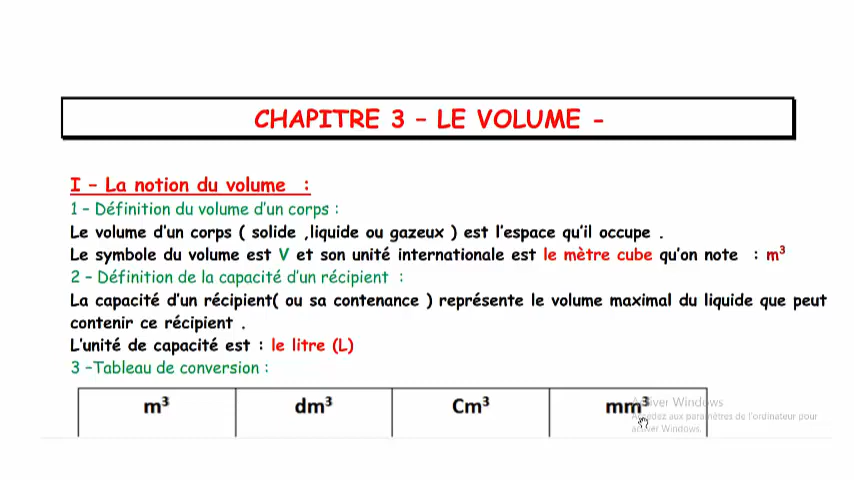 CHAPITRE 3 – LE VOLUME -
I – La notion du volume :
1 – Définition du volume d'un corps :
Le volume d'un corps ( solide ,liquide ou gazeux ) est l'espace qu'il occupe .
Le symbole du volume est V et son unité internationale est le mètre cube qu'on note : m³
2 – Définition de la capacité d'un récipient :
La capacité d'un récipient( ou sa contenance ) représente le volume maximal du liquide que peut
contenir ce récipient .
L'unité de capacité est : le litre (L)
3 –Tableau de conversion :
m³ dm³ Cm³ mm³
Activer Windows
Accédez aux paramètres de l'ordinateur pour
activer Windows.